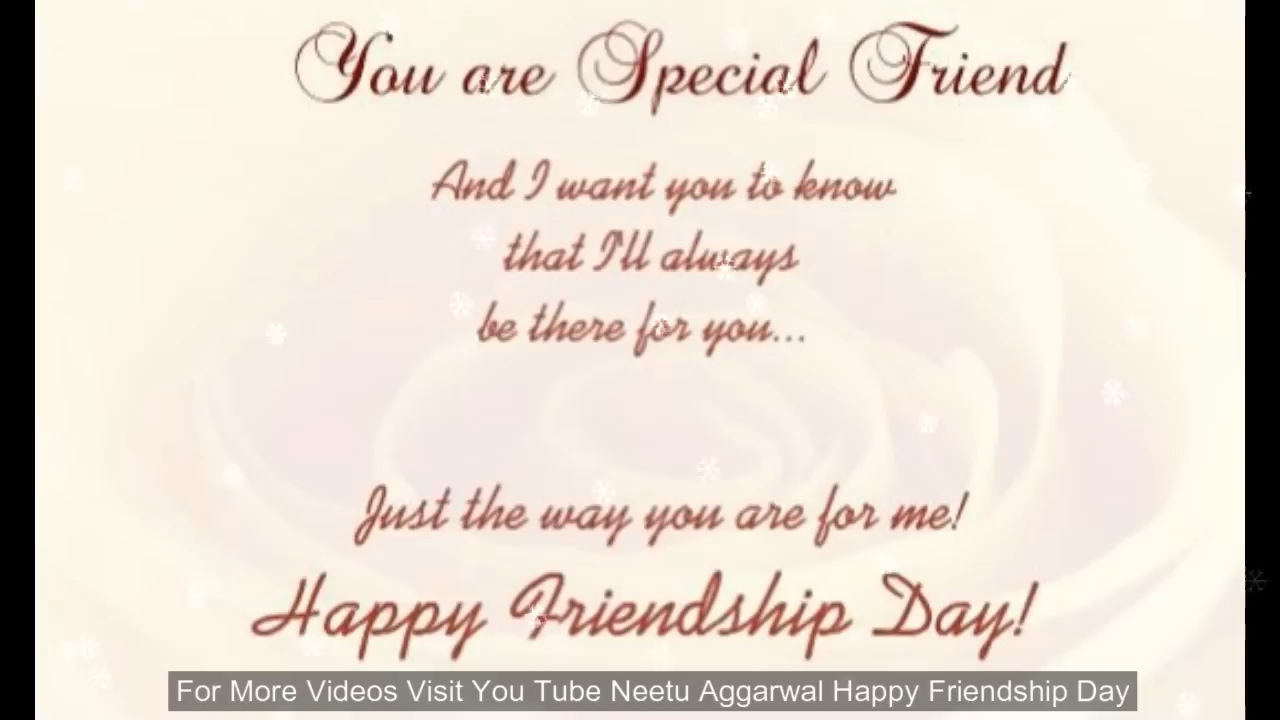 You are Special Friend
And I want you to know
that I'll always
be there for you...
Just the way you are for me!
Happy Friendship Day!
For More Videos Visit You Tube Neetu Aggarwal Happy Friendship Day